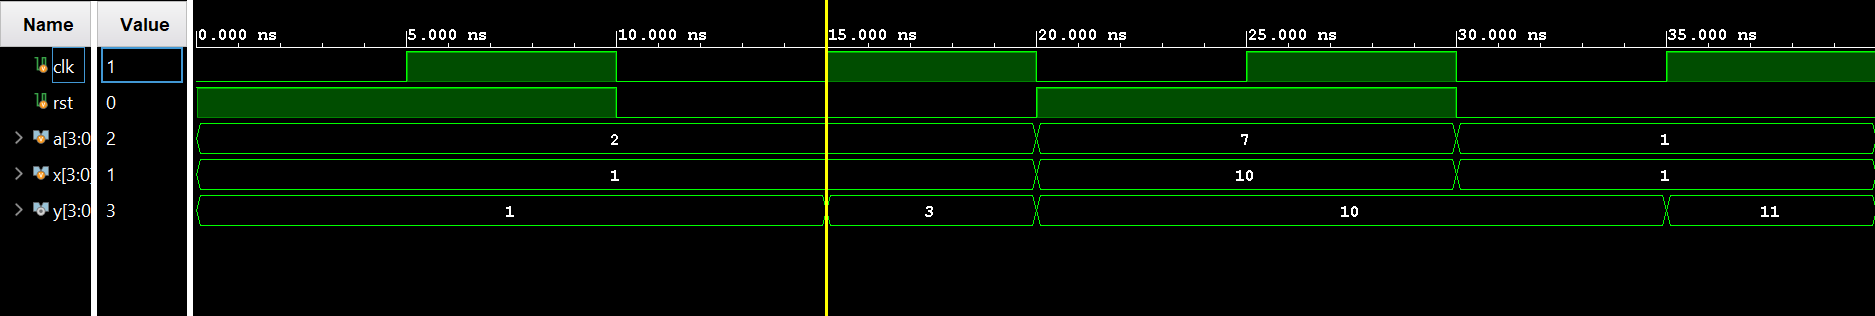 Name Value
0.000 ns 5.000 ns 10.000 ns 15.000 ns 20.000 ns 25.000 ns 30.000 ns 35.000 ns
clk 1
rst 0
a[3:0 2 2 7 1
x[3:0 1 1 10 1
y[3:0 3 1 3 10 11